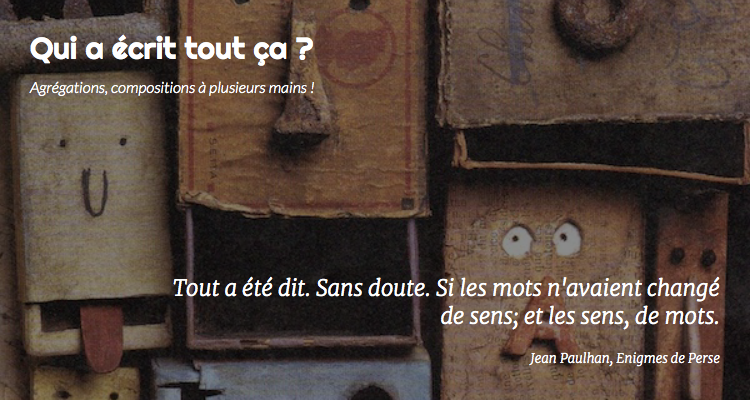 Qui a écrit tout ça ?
Agrégations, compositions à plusieurs mains !
Tout a été dit. Sans doute. Si les mots n'avaient changé
de sens; et les sens, de mots.
Jean Paulhan, Enigmes de Perse